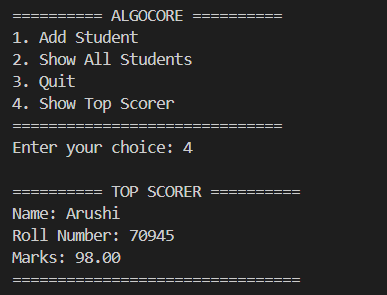 ========== ALGOCORE ==========
1. Add Student
2. Show All Students
3. Quit
4. Show Top Scorer
==============================
Enter your choice: 4
========== TOP SCORER ==========
Name: Arushi
Roll Number: 70945
Marks: 98.00
================================